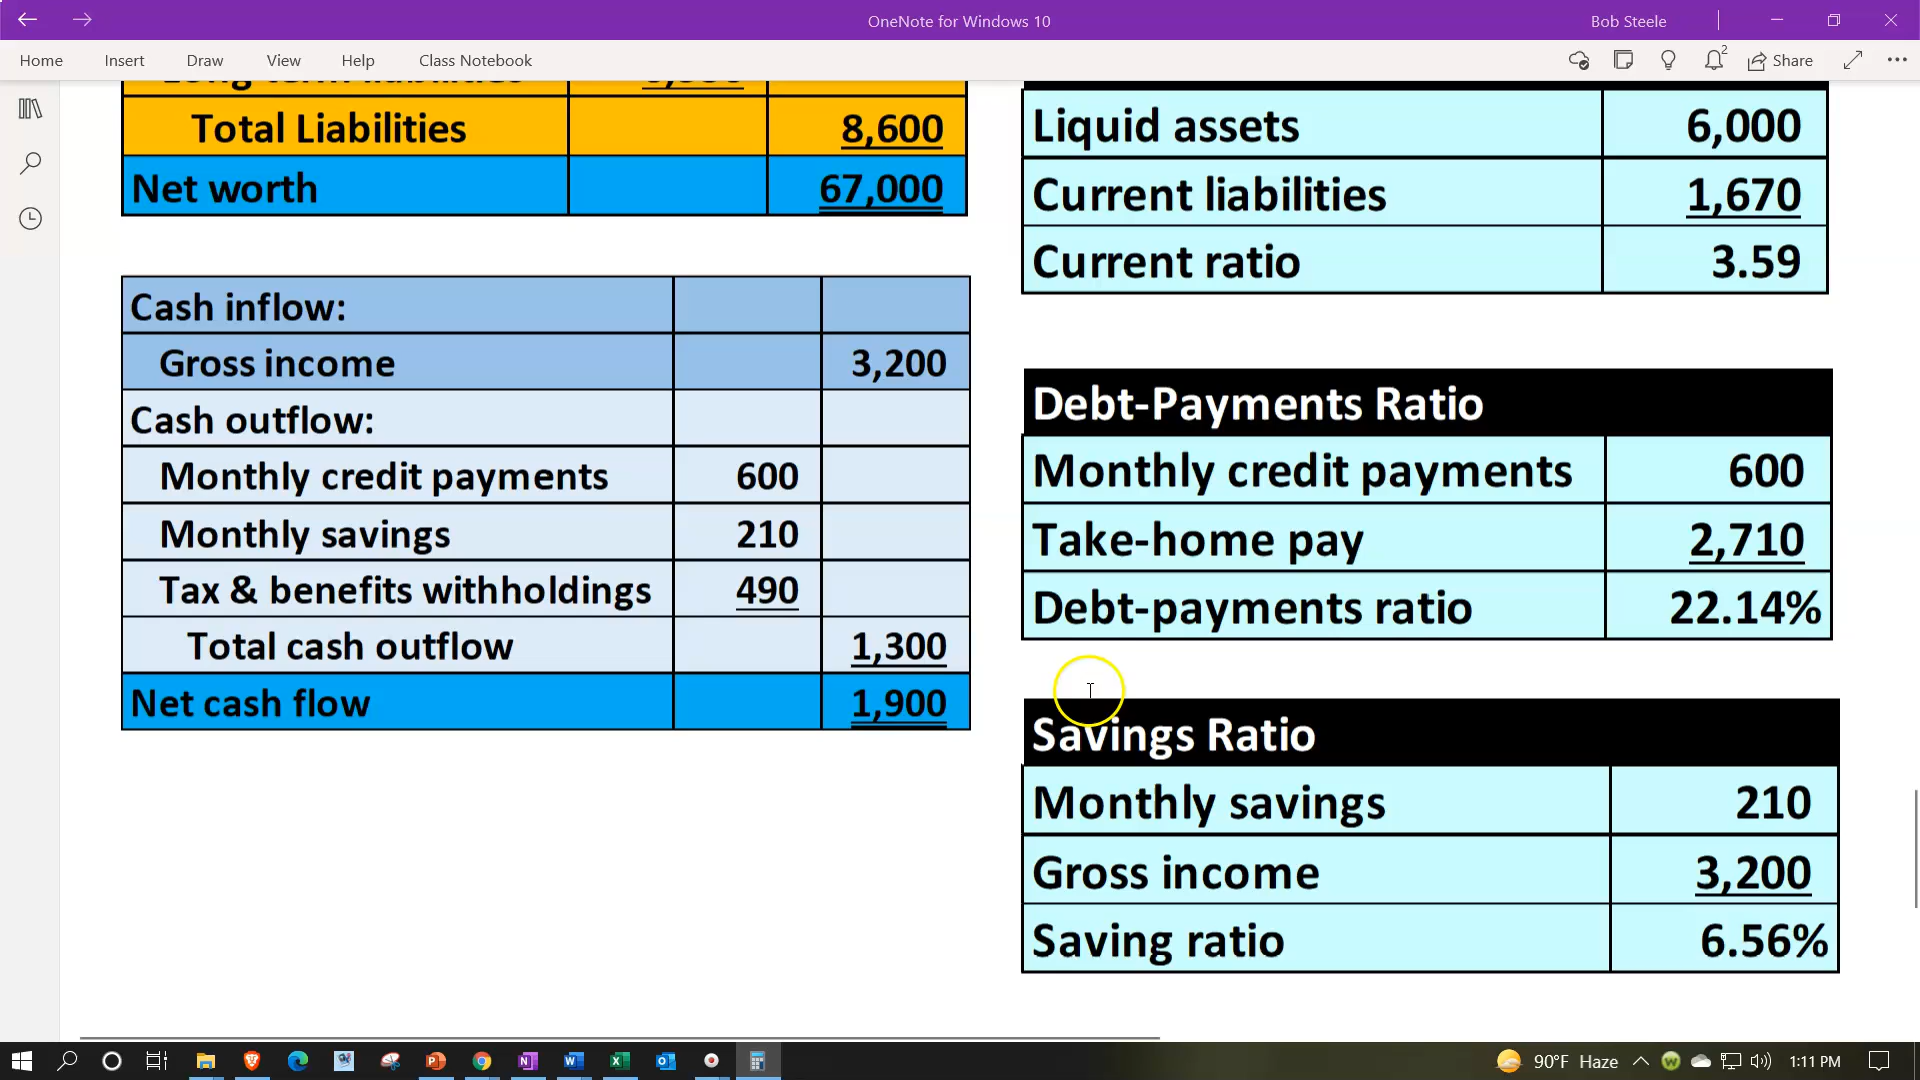 OneNote for Windows 10
Bob Steele
Home Insert Draw View Help Class Notebook
2
Share
Total Liabilities 8,600
Net worth 67,000
Cash inflow:
Gross income 3,200
Cash outflow:
Monthly credit payments 600
Monthly savings 210
Tax & benefits withholdings 490
Total cash outflow 1,300
Net cash flow 1,900
Liquid assets 6,000
Current liabilities 1,670
Current ratio 3.59
Debt-Payments Ratio
Monthly credit payments 600
Take-home pay 2,710
Debt-payments ratio 22.14%
Savings Ratio
Monthly savings 210
Gross income 3,200
Saving ratio 6.56%
90°F Haze
1:11 PM